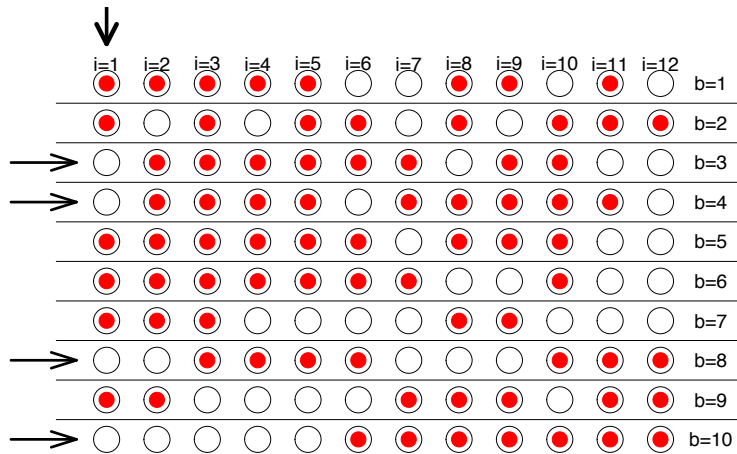 i=1 i=2 i=3 i=4 i=5 i=6 i=7 i=8 i=9 i=10 i=11 i=12
b=1
b=2
b=3
b=4
b=5
b=6
b=7
b=8
b=9
b=10